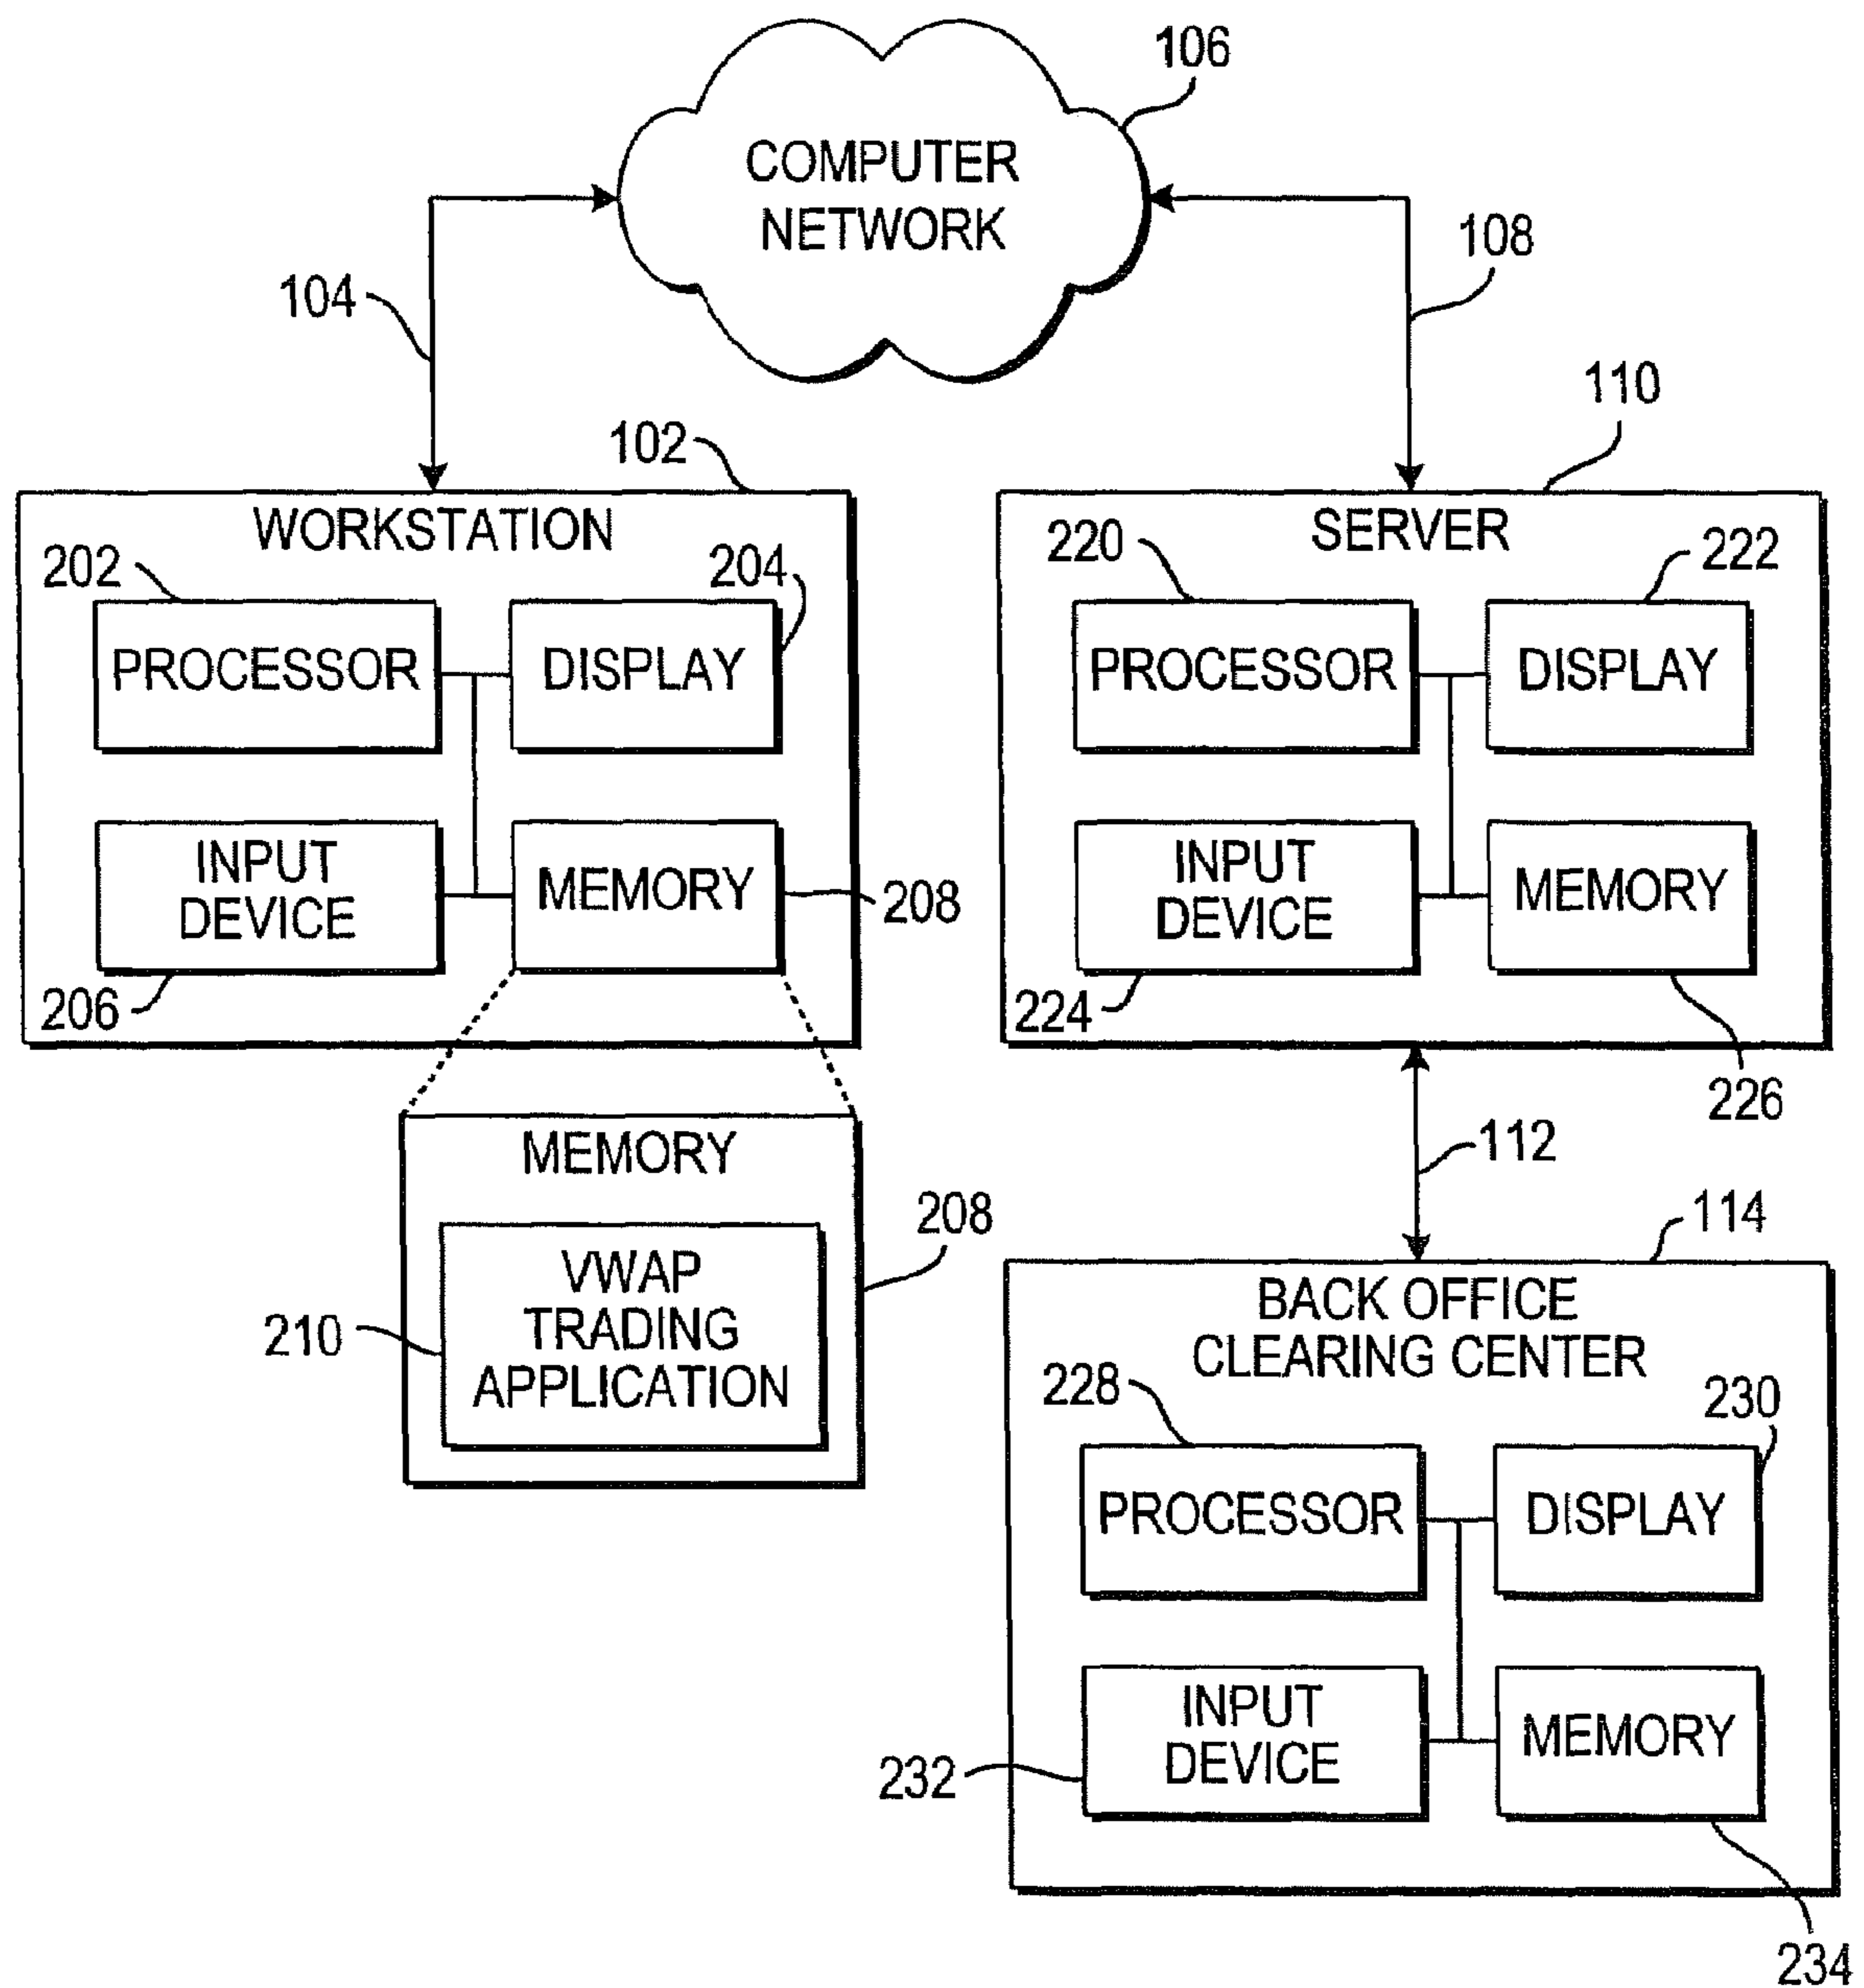 106
COMPUTER
NETWORK
104
108
102
110
WORKSTATION
202
204
PROCESSOR
DISPLAY
INPUT
DEVICE
MEMORY
206
208
SERVER
220
222
PROCESSOR
DISPLAY
INPUT
DEVICE
MEMORY
224
226
MEMORY
208
VWAP
TRADING
APPLICATION
210
112
114
BACK OFFICE
CLEARING CENTER
228
230
PROCESSOR
DISPLAY
INPUT
DEVICE
MEMORY
232
234